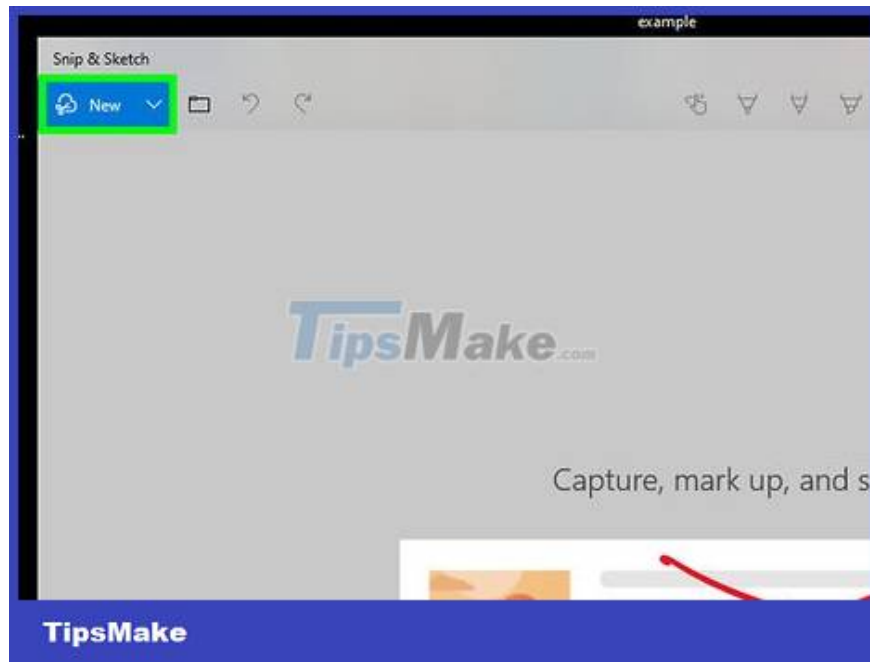 example
Snip & Sketch
New
TipsMake.com
Capture, mark up, and s
TipsMake